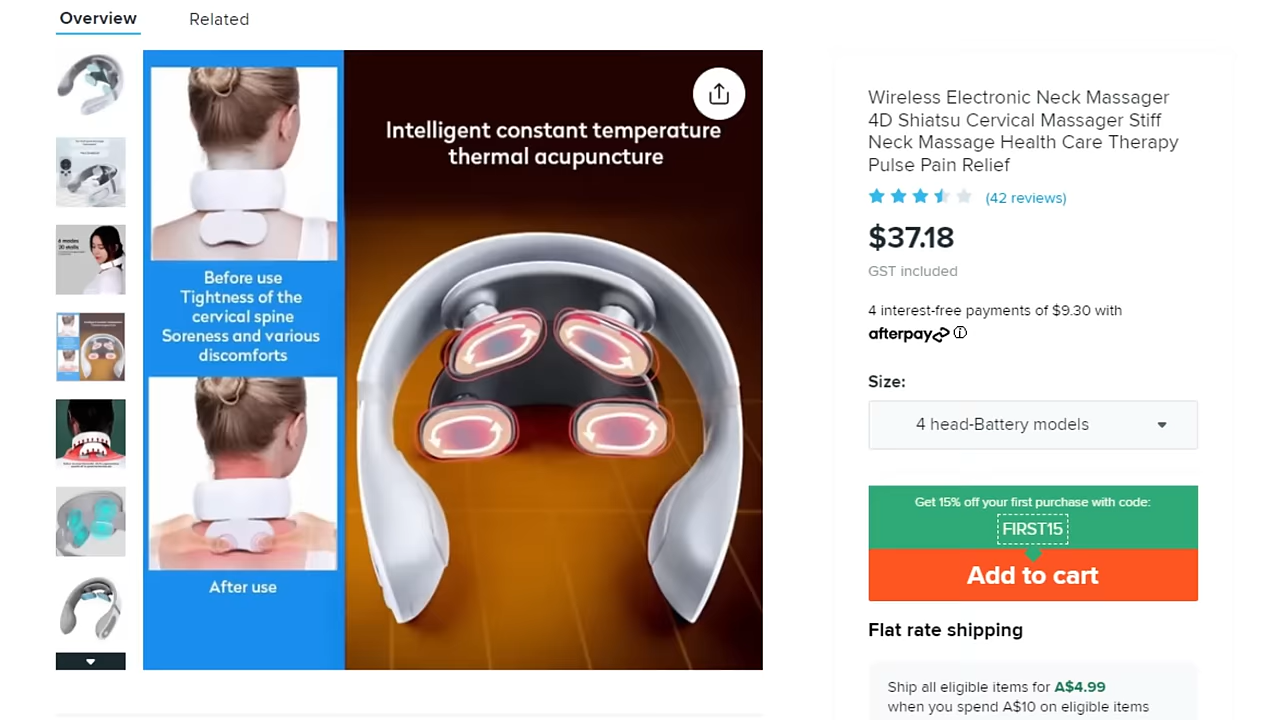 Overview
Related
Intelligent constant temperature
thermal acupuncture
Before use
Tightness of the
cervical spine
Soreness and various
discomforts
After use
6 modes
Wireless Electronic Neck Massager
4D Shiatsu Cervical Massager Stiff
Neck Massage Health Care Therapy
Pulse Pain Relief
(42 reviews)
$37.18
GST included
4 interest-free payments of $9.30 with
afterpay
Size:
4 head-Battery models
Get 15% off your first purchase with code:
FIRST15
Add to cart
Flat rate shipping
Ship all eligible items for A$4.99
when you spend A$10 on eligible items